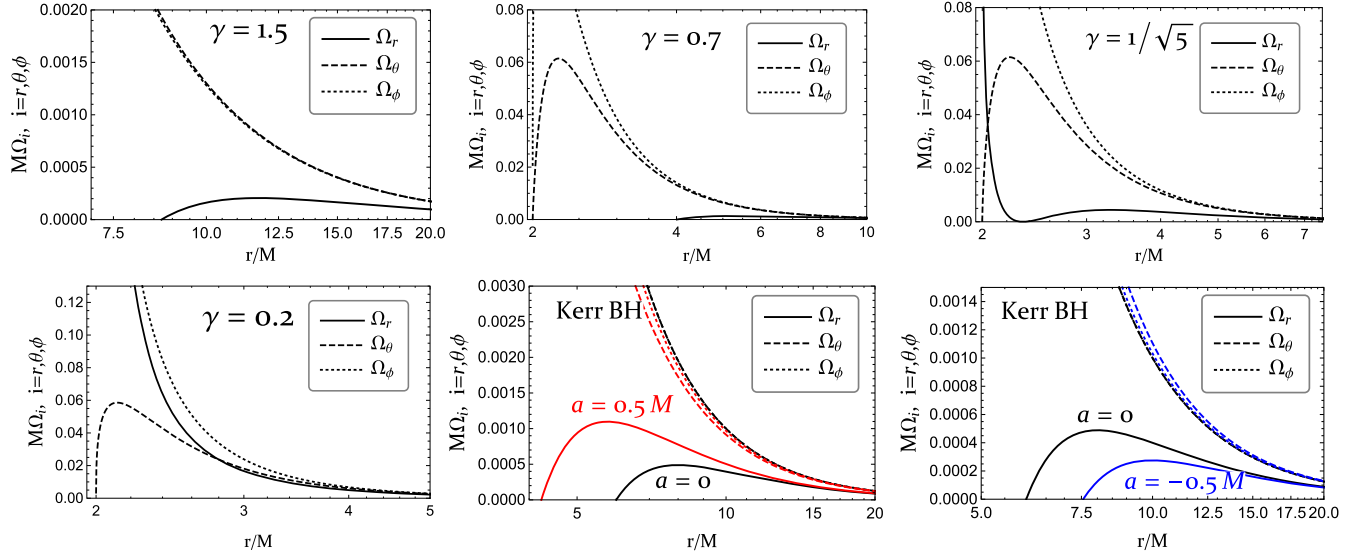 γ = 1.5
Ω_r
Ω_θ
Ω_ϕ
MΩ_i, i=r,θ,ϕ
0.0020
0.0015
0.0010
0.0005
0.0000
7.5 10.0 12.5 15.0 17.5 20.0
r/M
γ = 0.7
Ω_r
Ω_θ
Ω_ϕ
MΩ_i, i=r,θ,ϕ
0.08
0.06
0.04
0.02
0.00
2 4 6 8 10
r/M
γ = 1/√5
Ω_r
Ω_θ
Ω_ϕ
MΩ_i, i=r,θ,ϕ
0.08
0.06
0.04
0.02
0.00
2 3 4 5 6 7
r/M
γ = 0.2
Ω_r
Ω_θ
Ω_ϕ
MΩ_i, i=r,θ,ϕ
0.12
0.10
0.08
0.06
0.04
0.02
0.00
2 3 4 5
r/M
Kerr BH
Ω_r
Ω_θ
Ω_ϕ
a = 0.5 M
a = 0
MΩ_i, i=r,θ,ϕ
0.0030
0.0025
0.0020
0.0015
0.0010
0.0005
0.0000
5 10 20
r/M
Kerr BH
Ω_r
Ω_θ
Ω_ϕ
a = 0
a = −0.5 M
MΩ_i, i=r,θ,ϕ
0.0014
0.0012
0.0010
0.0008
0.0006
0.0004
0.0002
0.0000
5.0 7.5 10.0 12.5 15.0 17.5 20.0
r/M